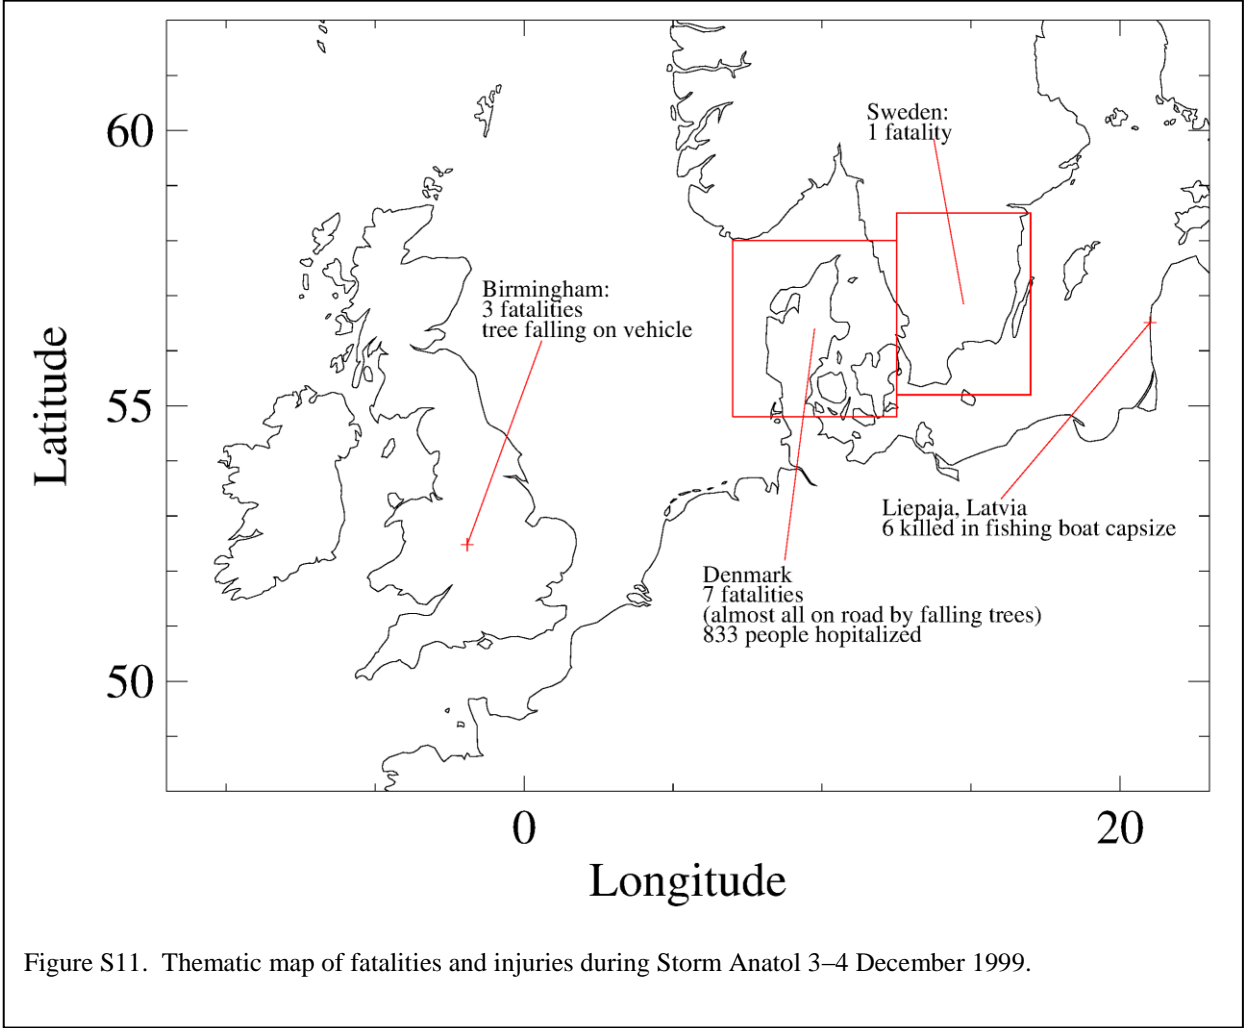 60
55
50
Latitude
Sweden:
1 fatality
Birmingham:
3 fatalities
tree falling on vehicle
Liepaja, Latvia
6 killed in fishing boat capsize
Denmark
7 fatalities
(almost all on road by falling trees)
833 people hopitalized
0
20
Longitude
Figure S11. Thematic map of fatalities and injuries during Storm Anatol 3–4 December 1999.